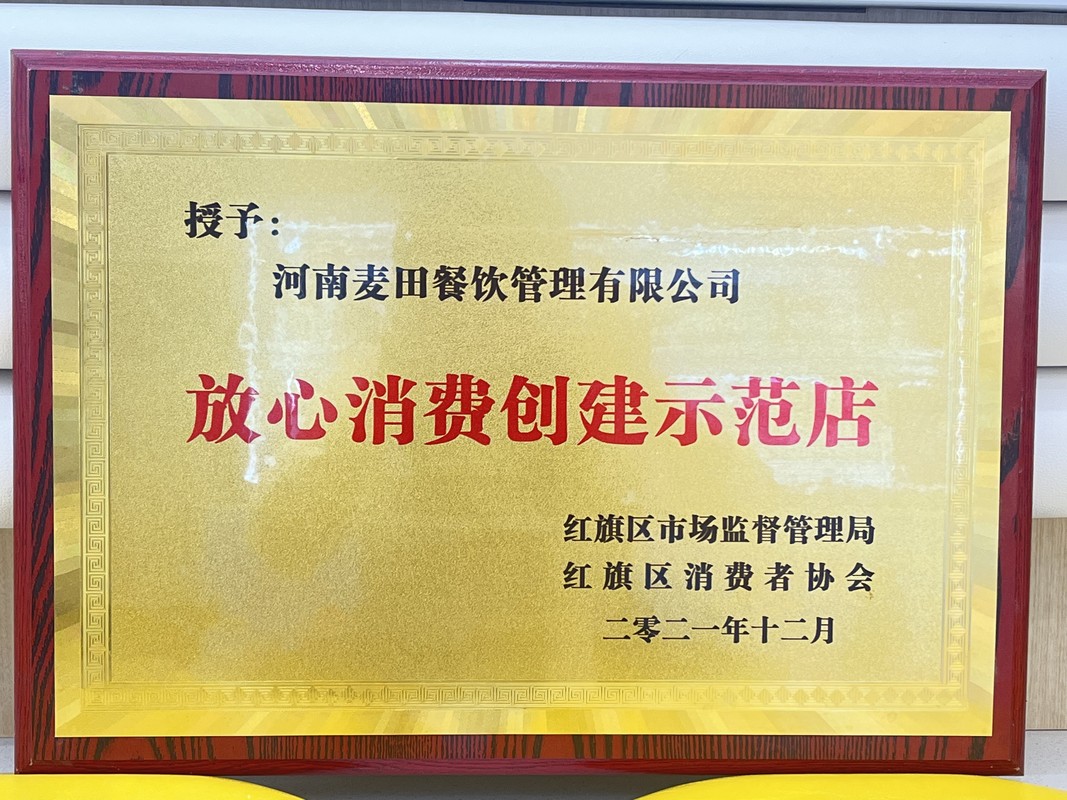 授予：
河南麦田餐饮管理有限公司
放心消费创建示范店
红旗区市场监督管理局
红旗区消费者协会
二零二一年十二月